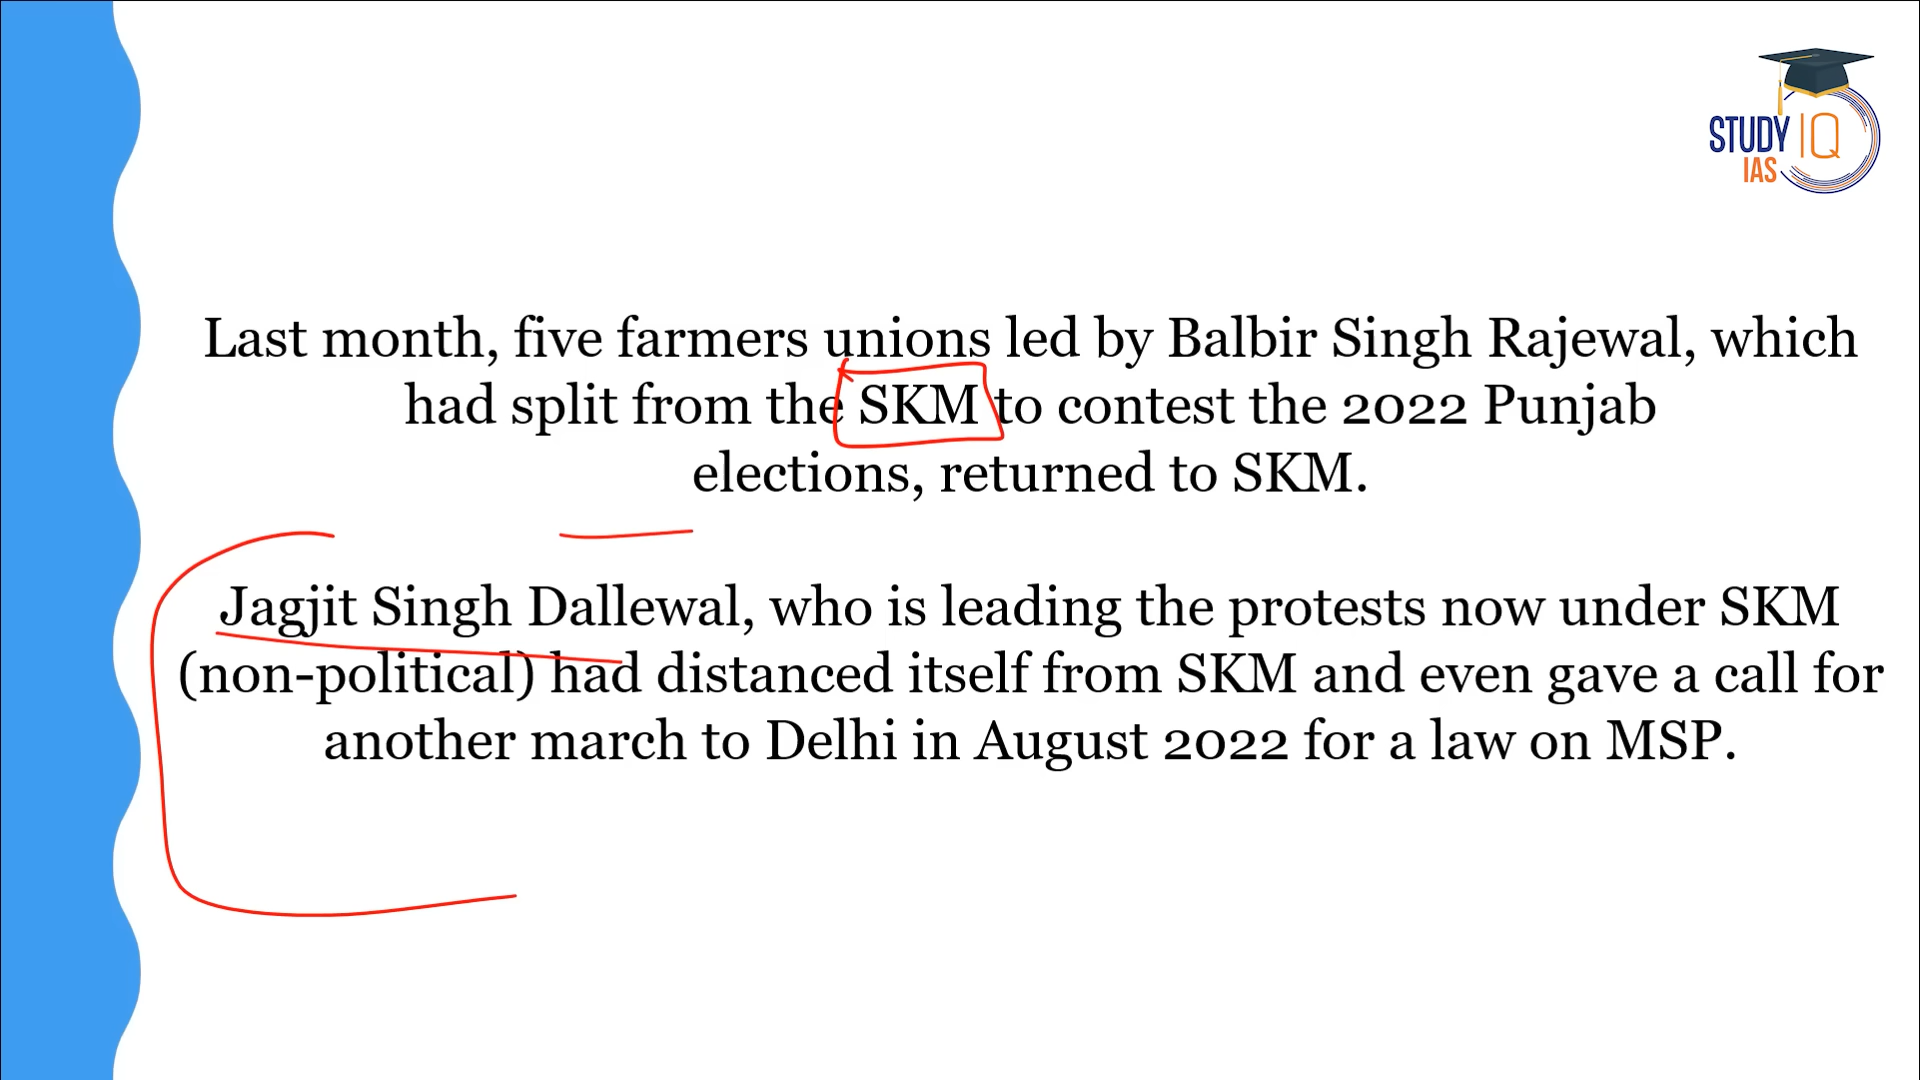 STUDY IQ
IAS
Last month, five farmers unions led by Balbir Singh Rajewal, which
had split from the SKM to contest the 2022 Punjab
elections, returned to SKM.
Jagjit Singh Dallewal, who is leading the protests now under SKM
(non-political) had distanced itself from SKM and even gave a call for
another march to Delhi in August 2022 for a law on MSP.